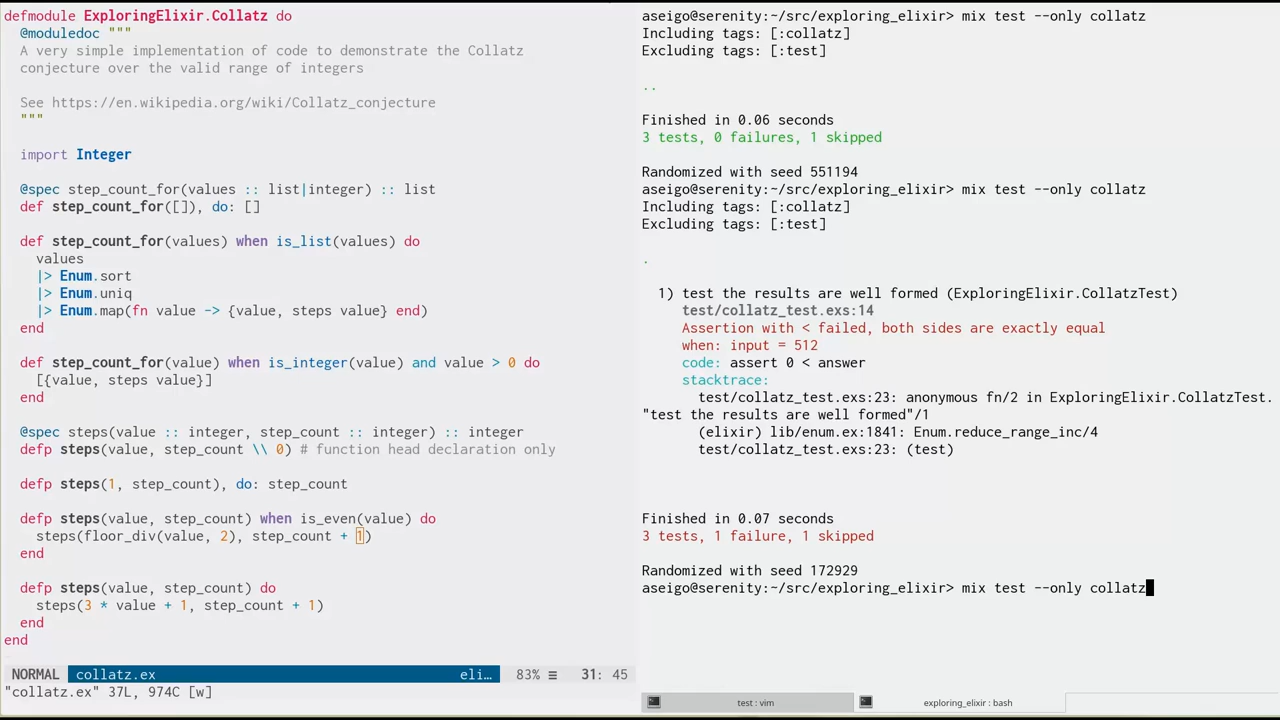 defmodule ExploringElixir.Collatz do
@moduledoc """
A very simple implementation of code to demonstrate the Collatz
conjecture over the valid range of integers
See https://en.wikipedia.org/wiki/Collatz_conjecture
"""
import Integer
@spec step_count_for(values :: list|integer) :: list
def step_count_for([]), do: []
def step_count_for(values) when is_list(values) do
values
|> Enum.sort
|> Enum.uniq
|> Enum.map(fn value -> {value, steps value} end)
end
def step_count_for(value) when is_integer(value) and value > 0 do
[{value, steps value}]
end
@spec steps(value :: integer, step_count :: integer) :: integer
defp steps(value, step_count \\ 0) # function head declaration only
defp steps(1, step_count), do: step_count
defp steps(value, step_count) when is_even(value) do
steps(floor_div(value, 2), step_count + 1)
end
defp steps(value, step_count) do
steps(3 * value + 1, step_count + 1)
end
end
NORMAL collatz.ex eli… 83% ≡ 31: 45
"collatz.ex" 37L, 974C [w]
aseigo@serenity:~/src/exploring_elixir> mix test --only collatz
Including tags: [:collatz]
Excluding tags: [:test]
..
Finished in 0.06 seconds
3 tests, 0 failures, 1 skipped
Randomized with seed 551194
aseigo@serenity:~/src/exploring_elixir> mix test --only collatz
Including tags: [:collatz]
Excluding tags: [:test]
.
1) test the results are well formed (ExploringElixir.CollatzTest)
test/collatz_test.exs:14
Assertion with < failed, both sides are exactly equal
when: input = 512
code: assert 0 < answer
stacktrace:
test/collatz_test.exs:23: anonymous fn/2 in ExploringElixir.CollatzTest.
"test the results are well formed"/1
(elixir) lib/enum.ex:1841: Enum.reduce_range_inc/4
test/collatz_test.exs:23: (test)
Finished in 0.07 seconds
3 tests, 1 failure, 1 skipped
Randomized with seed 172929
aseigo@serenity:~/src/exploring_elixir> mix test --only collatz
test : vim
exploring_elixir : bash